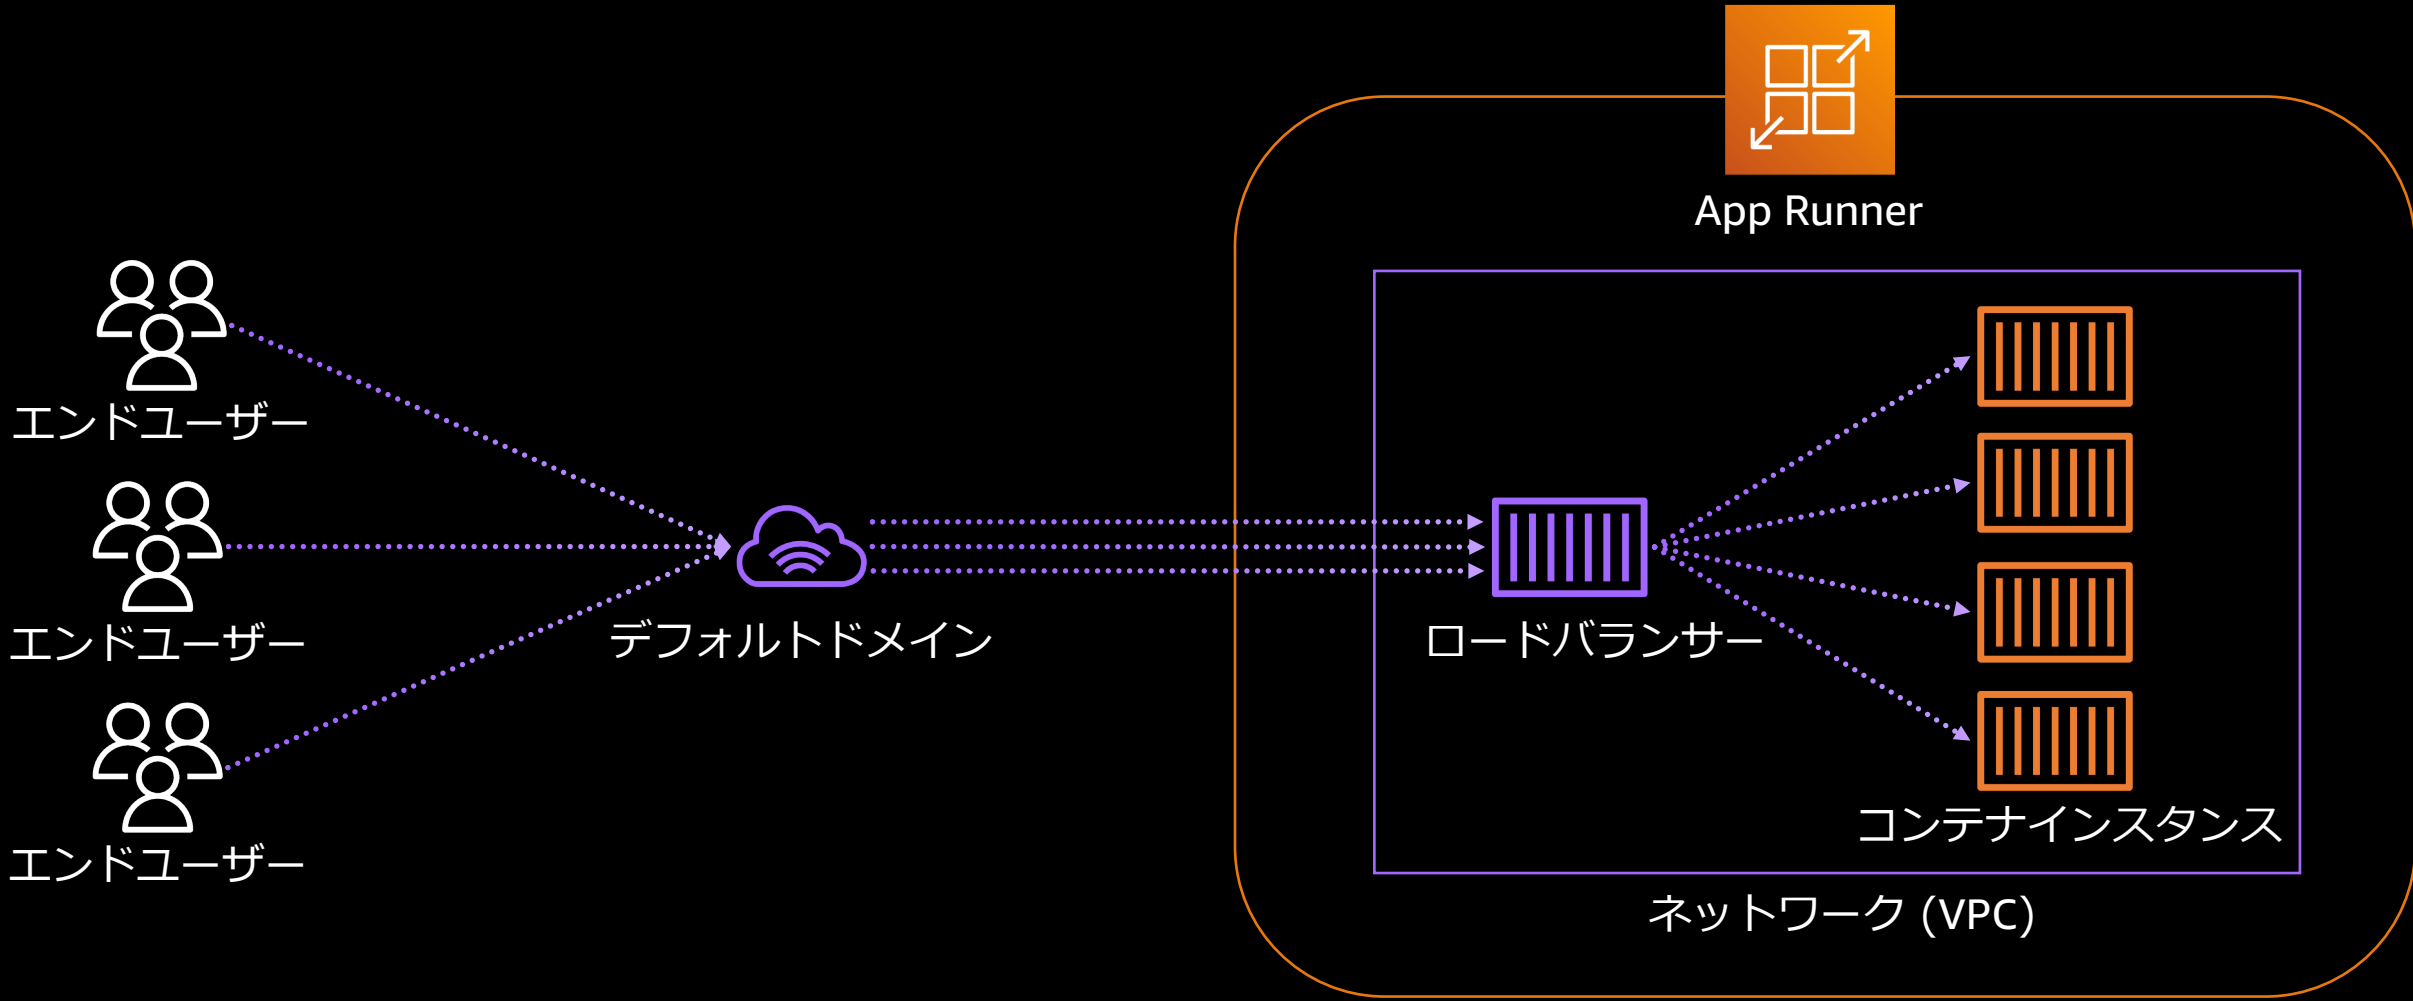 App Runner
エンドユーザー
エンドユーザー
デフォルトドメイン
ロードバランサー
コンテナインスタンス
エンドユーザー
ネットワーク (VPC)